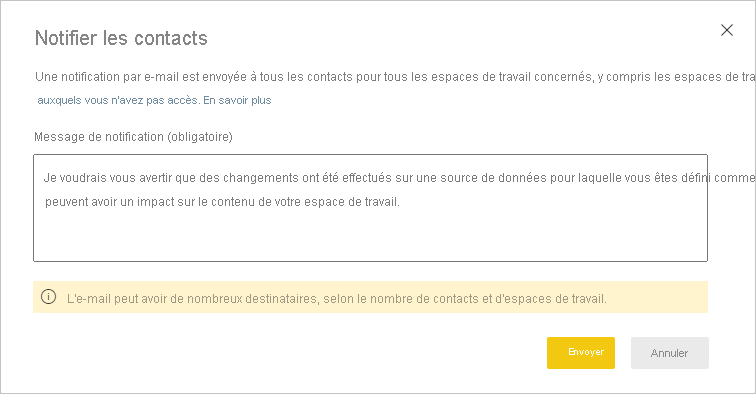 Notifier les contacts
Une notification par e-mail est envoyée à tous les contacts pour tous les espaces de travail concernés, y compris les espaces de tra
auxquels vous n'avez pas accès. En savoir plus
Message de notification (obligatoire)
Je voudrais vous avertir que des changements ont été effectués sur une source de données pour laquelle vous êtes défini comme
peuvent avoir un impact sur le contenu de votre espace de travail.
L'e-mail peut avoir de nombreux destinataires, selon le nombre de contacts et d'espaces de travail.
Envoyer
Annuler